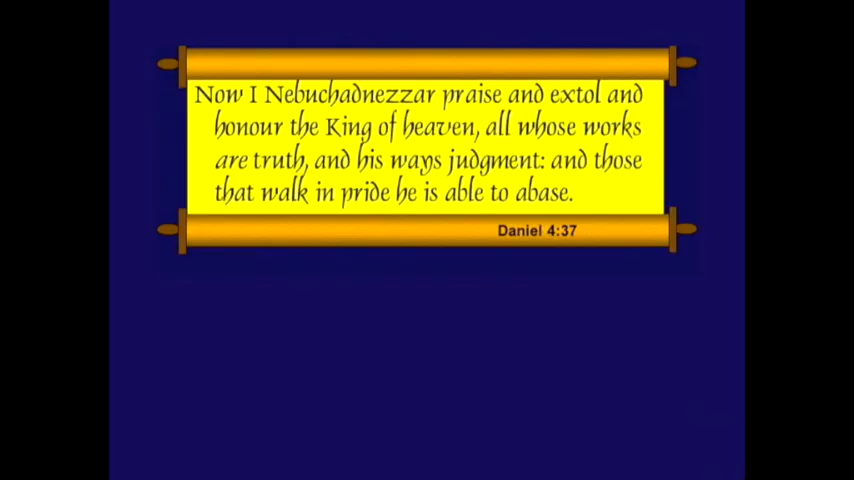 Now I Nebuchadnezzar praise and extol and
honour the King of heaven, all whose works
are truth, and his ways judgment: and those
that walk in pride he is able to abase.
Daniel 4:37